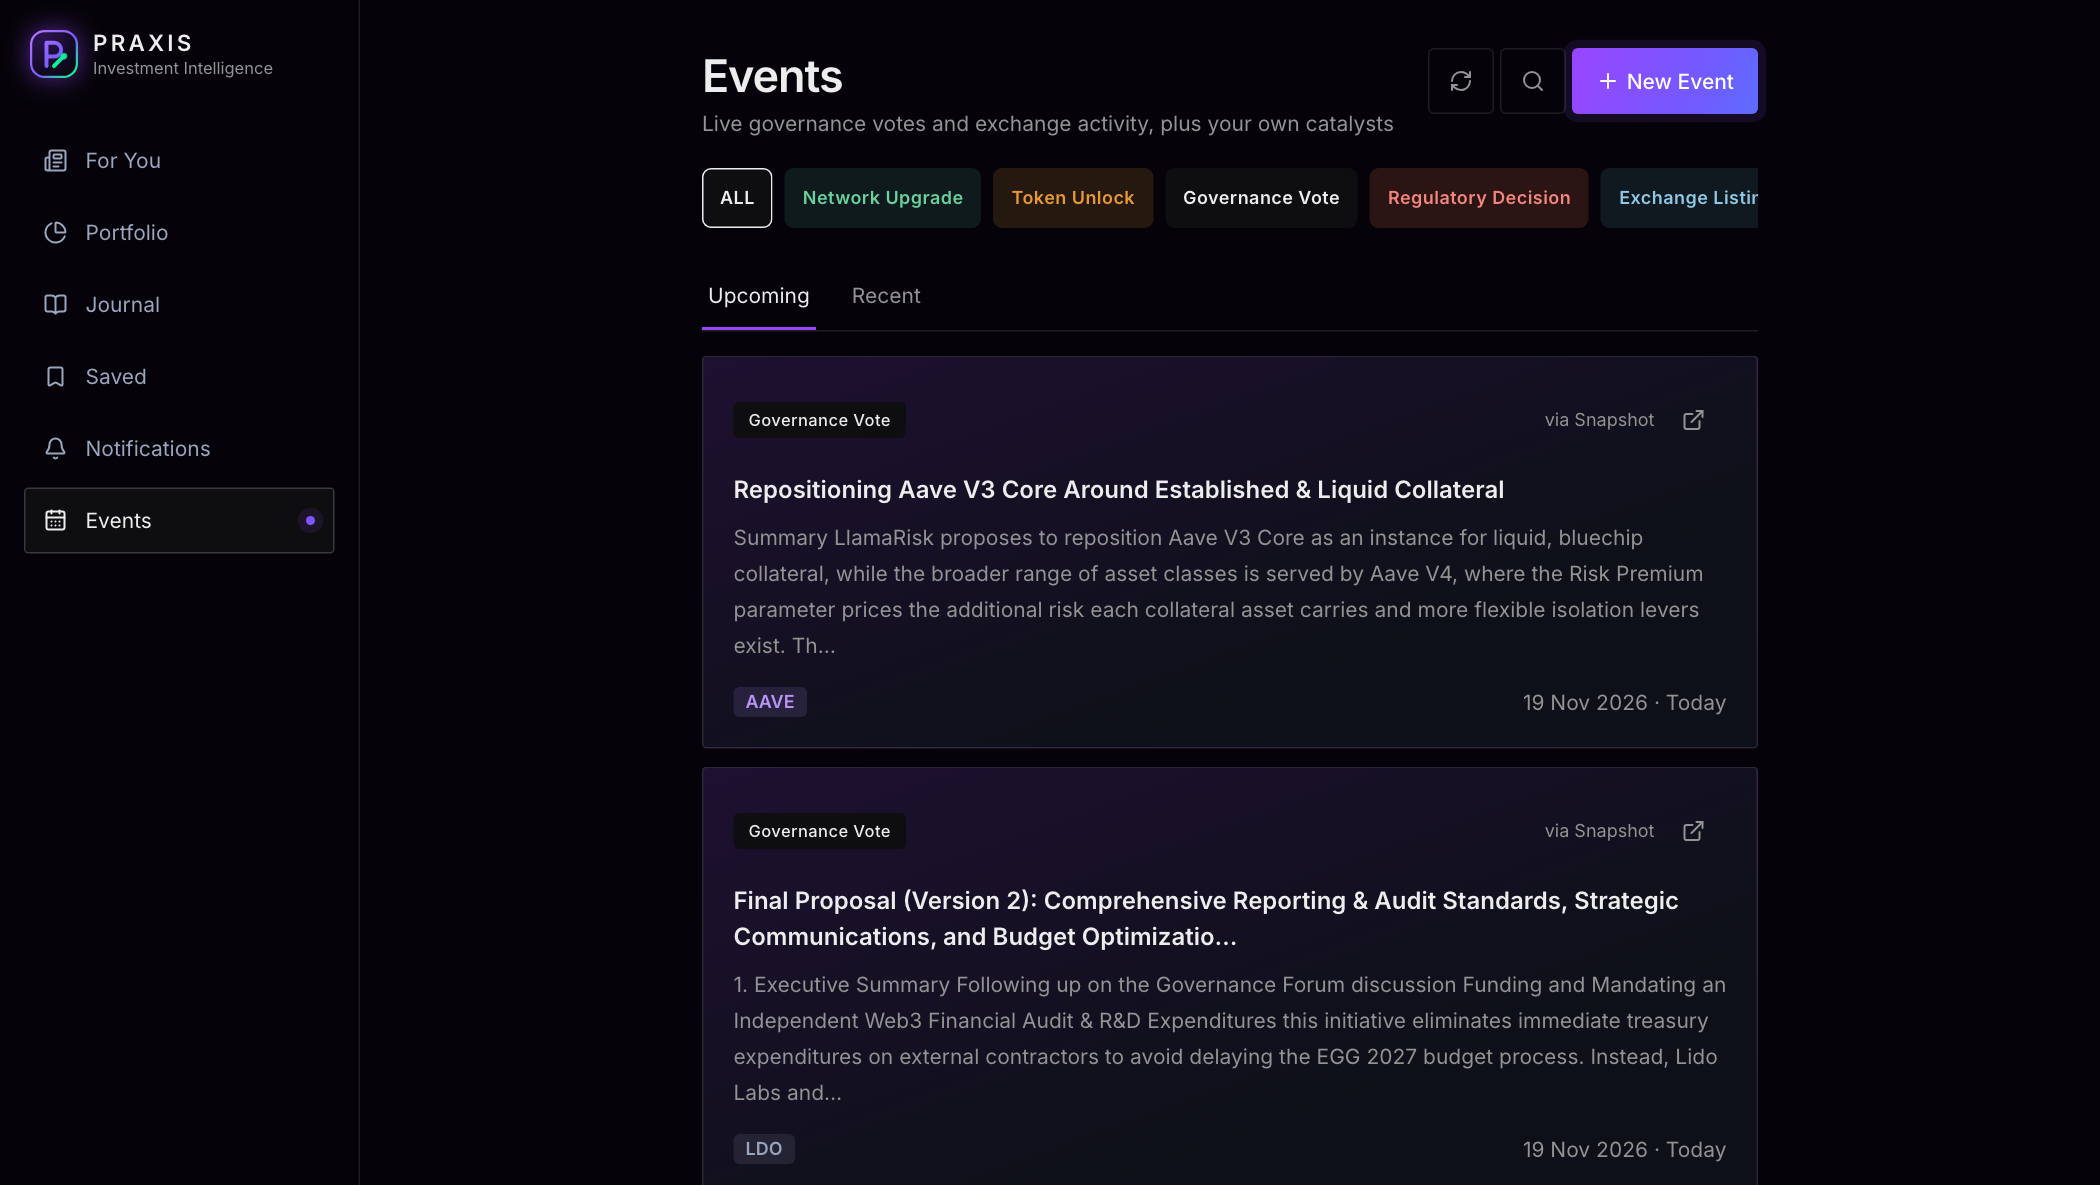 PRAXIS
Investment Intelligence
For You
Portfolio
Journal
Saved
Notifications
Events
Events
Live governance votes and exchange activity, plus your own catalysts
New Event
ALL
Network Upgrade
Token Unlock
Governance Vote
Regulatory Decision
Exchange Listin
Upcoming
Recent
Governance Vote
via Snapshot
Repositioning Aave V3 Core Around Established & Liquid Collateral
Summary LlamaRisk proposes to reposition Aave V3 Core as an instance for liquid, bluechip
collateral, while the broader range of asset classes is served by Aave V4, where the Risk Premium
parameter prices the additional risk each collateral asset carries and more flexible isolation levers
exist. Th...
AAVE
19 Nov 2026 · Today
Governance Vote
via Snapshot
Final Proposal (Version 2): Comprehensive Reporting & Audit Standards, Strategic
Communications, and Budget Optimizatio...
1. Executive Summary Following up on the Governance Forum discussion Funding and Mandating an
Independent Web3 Financial Audit & R&D Expenditures this initiative eliminates immediate treasury
expenditures on external contractors to avoid delaying the EGG 2027 budget process. Instead, Lido
Labs and...
LDO
19 Nov 2026 · Today